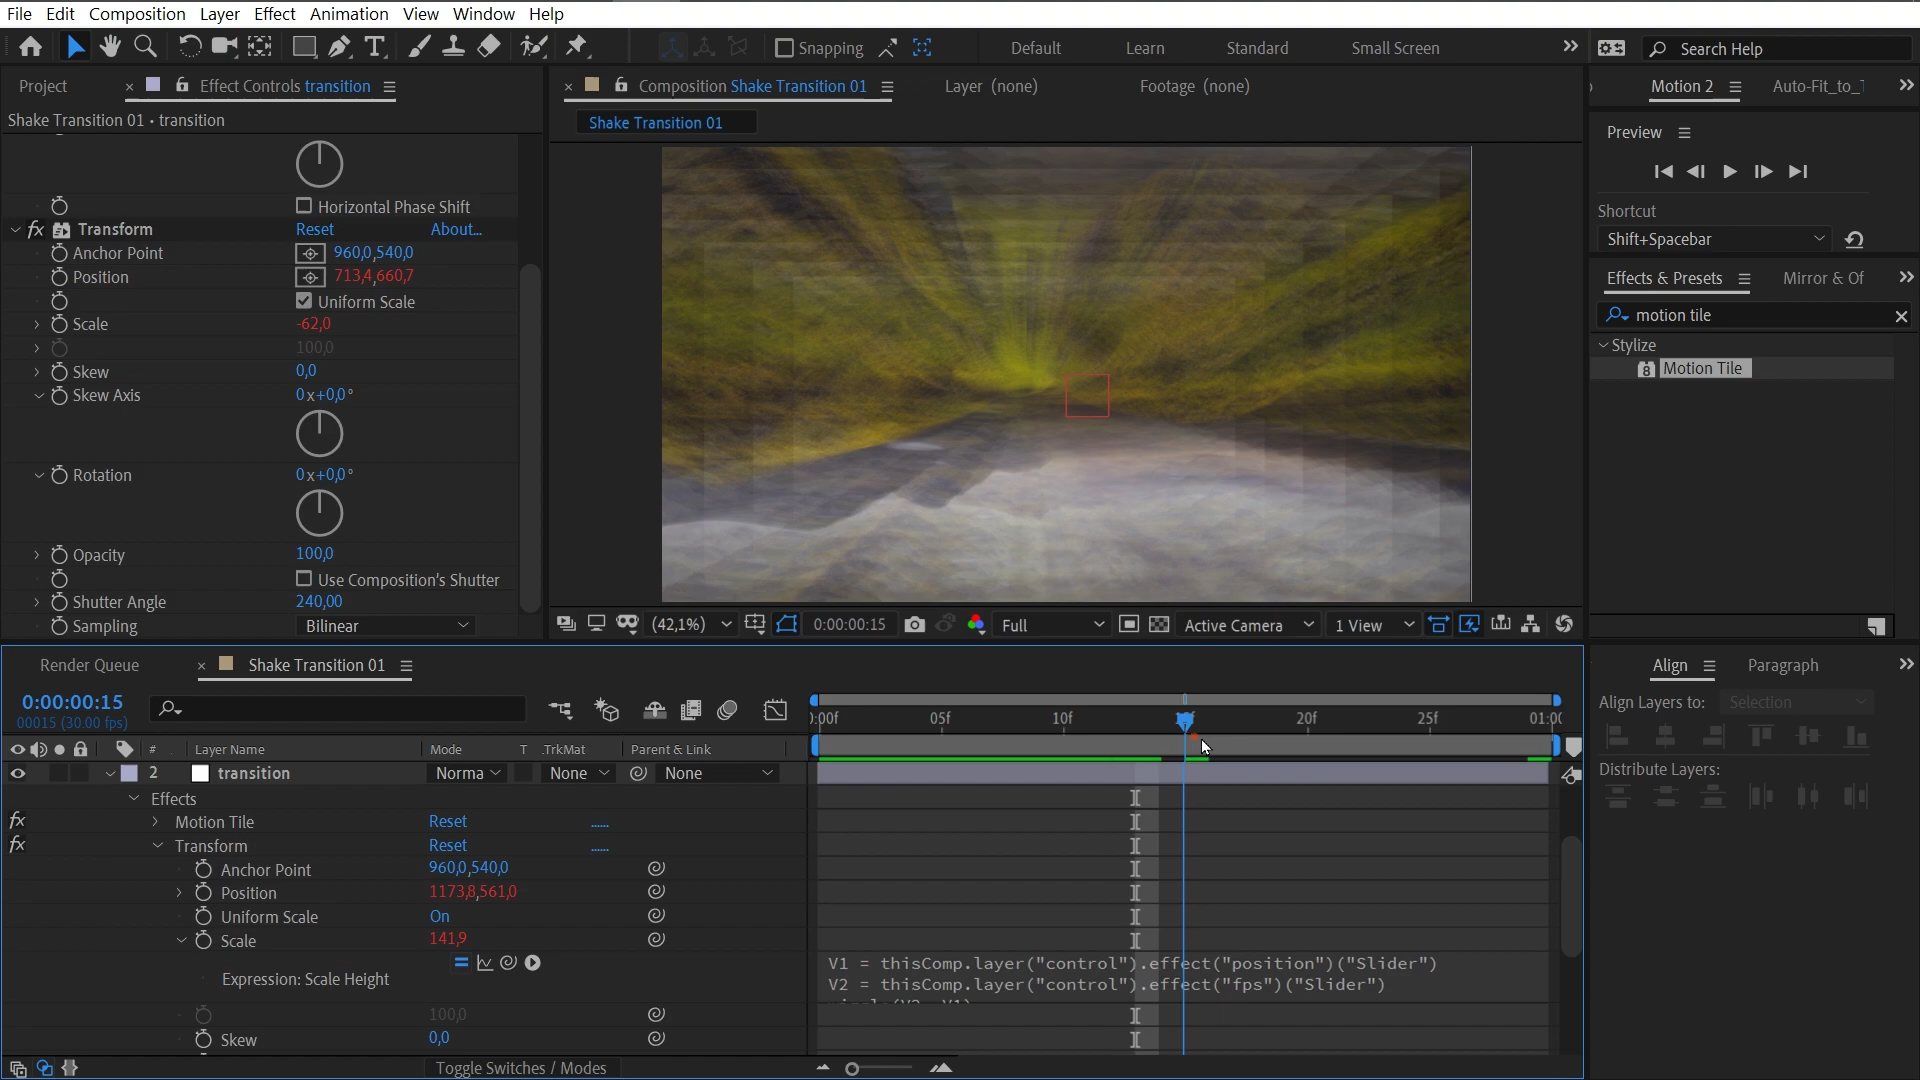 File Edit Composition Layer Effect Animation View Window Help
Snapping Default Learn Standard Small Screen Search Help
Project Effect Controls transition
Composition Shake Transition 01 Layer (none) Footage (none)
Motion 2 Auto-Fit_to_
Shake Transition 01 • transition
Shake Transition 01
Preview
Horizontal Phase Shift
Transform Reset About...
Anchor Point 960,0,540,0
Position 713,4,660,7
Uniform Scale
Scale -62,0
100,0
Skew 0,0
Skew Axis 0x+0,0°
Rotation 0x+0,0°
Opacity 100,0
Use Composition's Shutter
Shutter Angle 240,00
Sampling Bilinear
(42,1%) 0:00:00:15 Full Active Camera 1 View
Shortcut
Shift+Spacebar
Effects & Presets Mirror & Of
motion tile
Stylize
8 Motion Tile
Render Queue Shake Transition 01
0:00:00:15
00015 (30.00 fps)
):00f 05f 10f 20f 25f 01:0(
# Layer Name Mode T .TrkMat Parent & Link
2 transition Norma None None
Effects
fx Motion Tile Reset ......
fx Transform Reset ......
Anchor Point 960,0,540,0
Position 1173,8,561,0
Uniform Scale On
Scale 141,9
Expression: Scale Height
V1 = thisComp.layer("control").effect("position")("Slider")
V2 = thisComp.layer("control").effect("fps")("Slider")
100,0
Skew 0,0
Toggle Switches / Modes
Align Paragraph
Align Layers to: Selection
Distribute Layers: